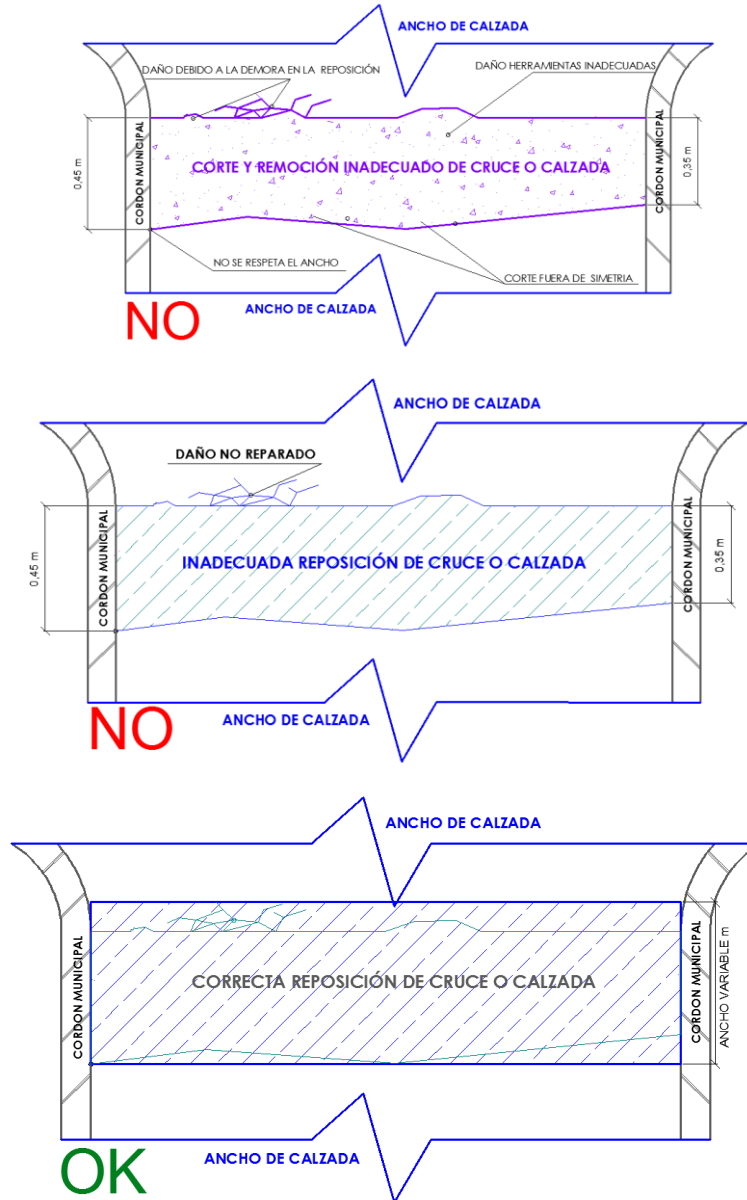 ANCHO DE CALZADA
DAÑO DEBIDO A LA DEMORA EN LA REPOSICIÓN
DAÑO HERRAMIENTAS INADECUADAS
0,45 m
CORDON MUNICIPAL
CORTE Y REMOCIÓN INADECUADO DE CRUCE O CALZADA
CORDON MUNICIPAL
0,35 m
NO SE RESPETA EL ANCHO
CORTE FUERA DE SIMETRIA
NO
ANCHO DE CALZADA
ANCHO DE CALZADA
DAÑO NO REPARADO
0,45 m
CORDON MUNICIPAL
INADECUADA REPOSICIÓN DE CRUCE O CALZADA
CORDON MUNICIPAL
0,35 m
NO
ANCHO DE CALZADA
ANCHO DE CALZADA
CORDON MUNICIPAL
CORRECTA REPOSICIÓN DE CRUCE O CALZADA
CORDON MUNICIPAL
ANCHO VARIABLE m
OK
ANCHO DE CALZADA